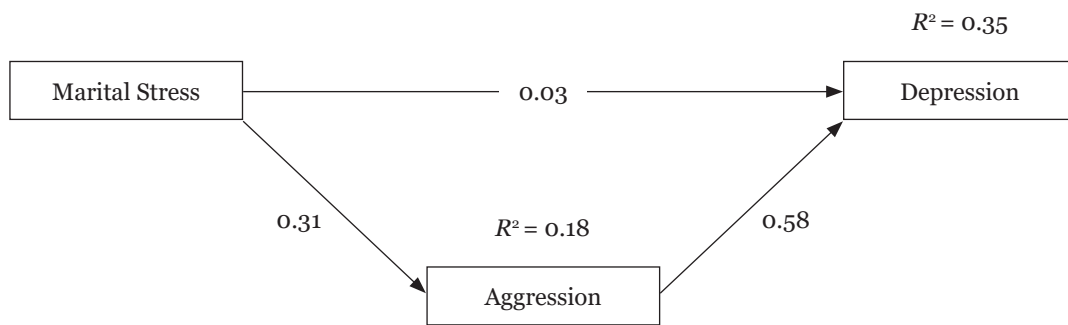 R² = 0.35
Marital Stress
0.03
Depression
0.31
R² = 0.18
0.58
Aggression